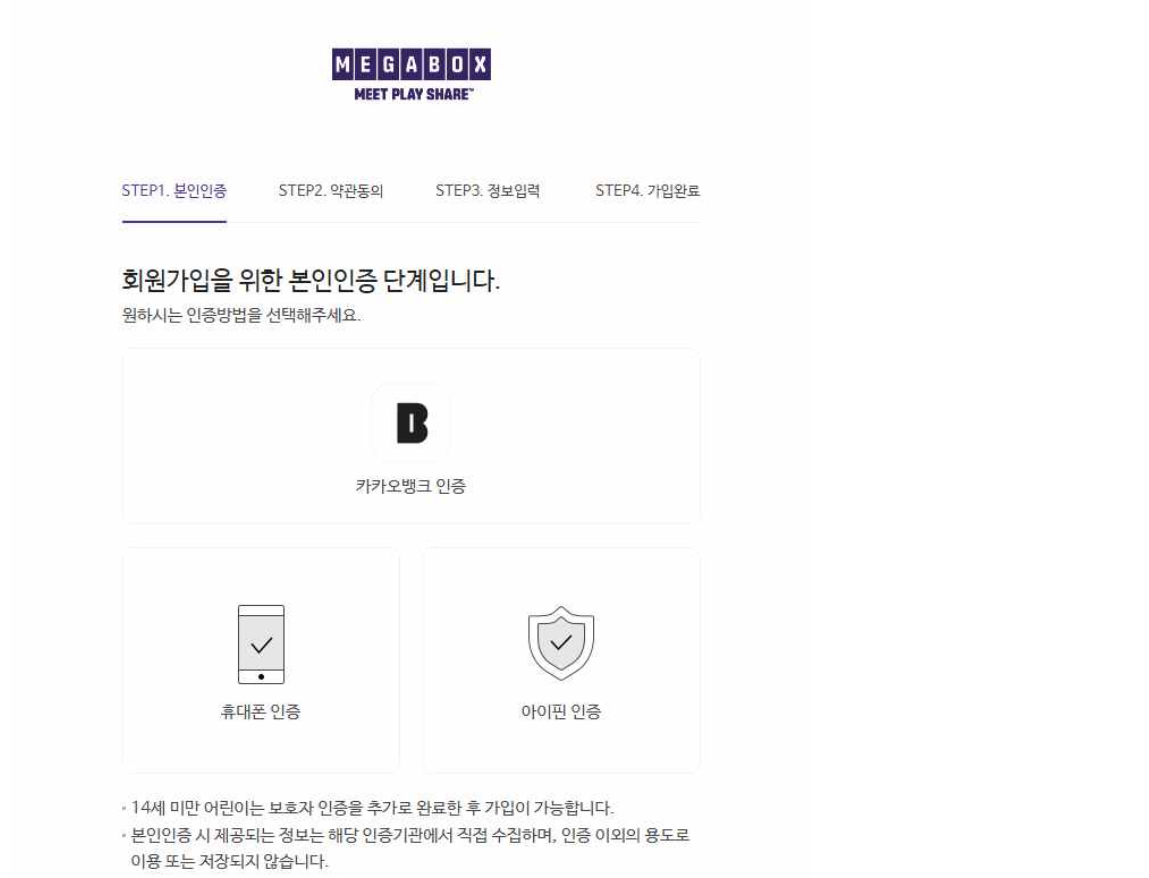 MEGABOX
MEET PLAY SHARE™
STEP1. 본인인증 STEP2. 약관동의 STEP3. 정보입력 STEP4. 가입완료
회원가입을 위한 본인인증 단계입니다.
원하시는 인증방법을 선택해주세요.
B
카카오뱅크 인증
휴대폰 인증 아이핀 인증
14세 미만 어린이는 보호자 인증을 추가로 완료한 후 가입이 가능합니다.
본인인증 시 제공되는 정보는 해당 인증기관에서 직접 수집하며, 인증 이외의 용도로
이용 또는 저장되지 않습니다.